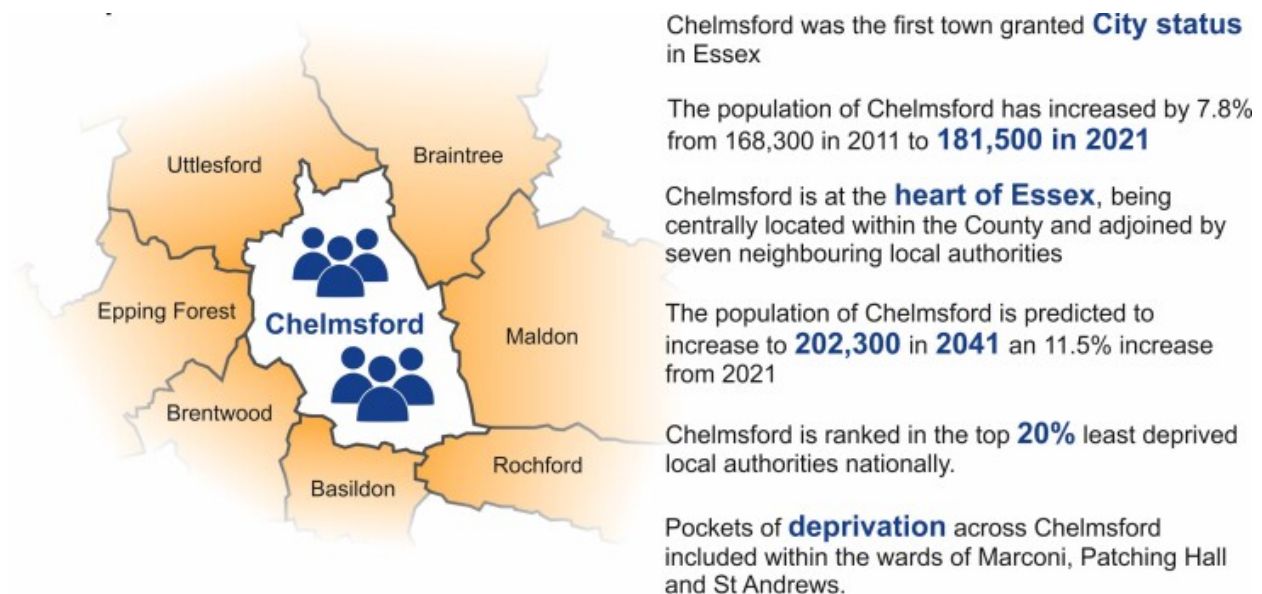 Uttlesford
Braintree
Epping Forest
Chelmsford
Maldon
Brentwood
Rochford
Basildon
Chelmsford was the first town granted City status
in Essex
The population of Chelmsford has increased by 7.8%
from 168,300 in 2011 to 181,500 in 2021
Chelmsford is at the heart of Essex, being
centrally located within the County and adjoined by
seven neighbouring local authorities
The population of Chelmsford is predicted to
increase to 202,300 in 2041 an 11.5% increase
from 2021
Chelmsford is ranked in the top 20% least deprived
local authorities nationally.
Pockets of deprivation across Chelmsford
included within the wards of Marconi, Patching Hall
and St Andrews.